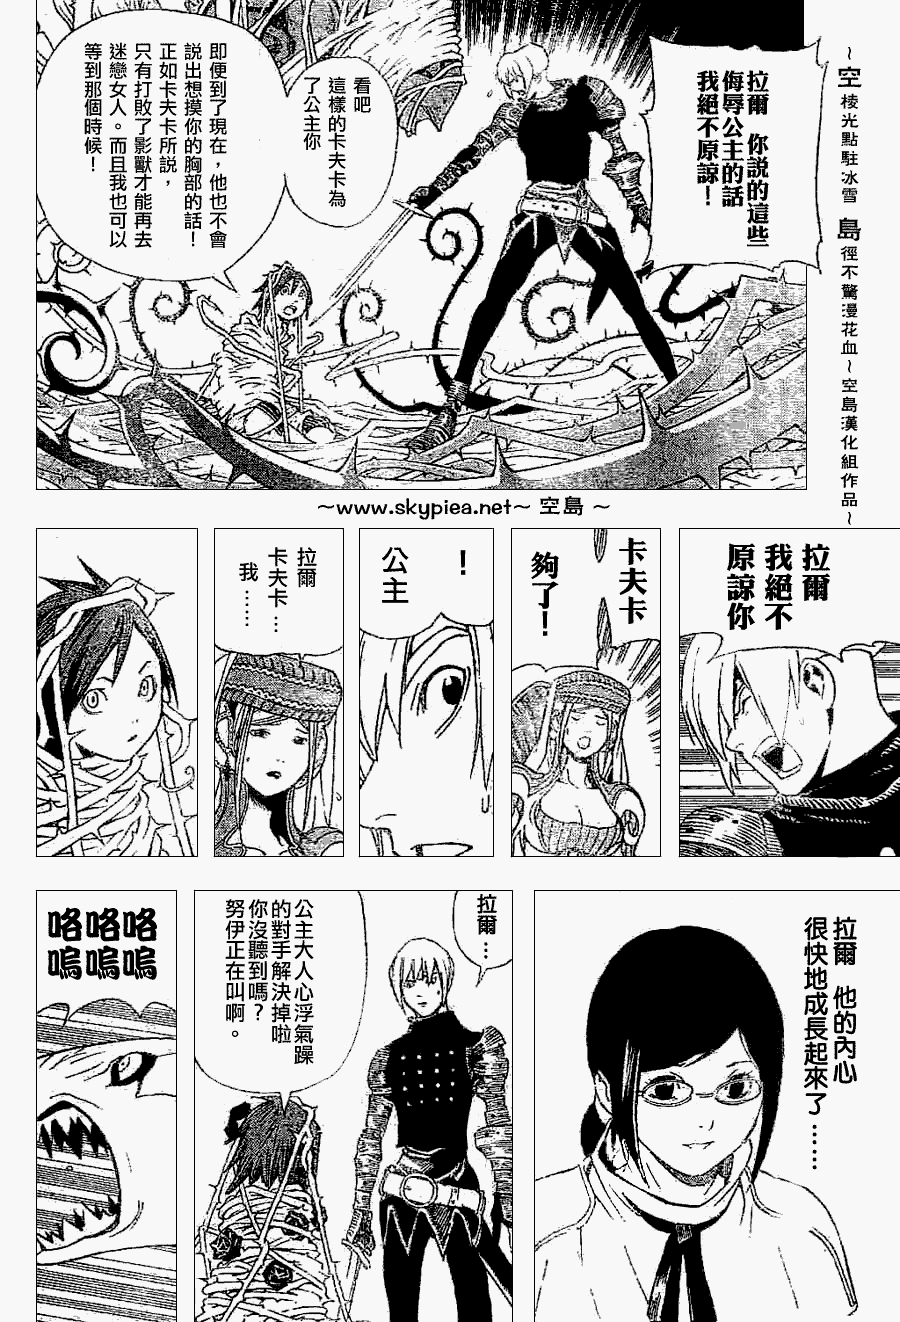 ~空 棱光點駐冰雪 島 徑不驚漫花血~空島漢化組作品~
拉爾 你說的這些
侮辱公主的話
我絕不原諒!
看吧
這樣的卡夫卡為
了公主你
即便到了現在,他也不會
說出想摸你的胸部的話!
正如卡夫卡所說,
只有打敗了影獸才能再去
迷戀女人。而且我也可以
等到那個時候!
~www.skypiea.net~ 空島 ~
拉爾
我絕不
原諒你
卡夫卡
夠了!
!
公主
拉爾
卡夫卡…
我……
拉爾 他的內心
很快地成長起來了……
拉爾…
公主大人心浮氣躁
的對手解決掉啦
你沒聽到嗎?
努伊正在叫啊。
咯咯咯
嗚嗚嗚